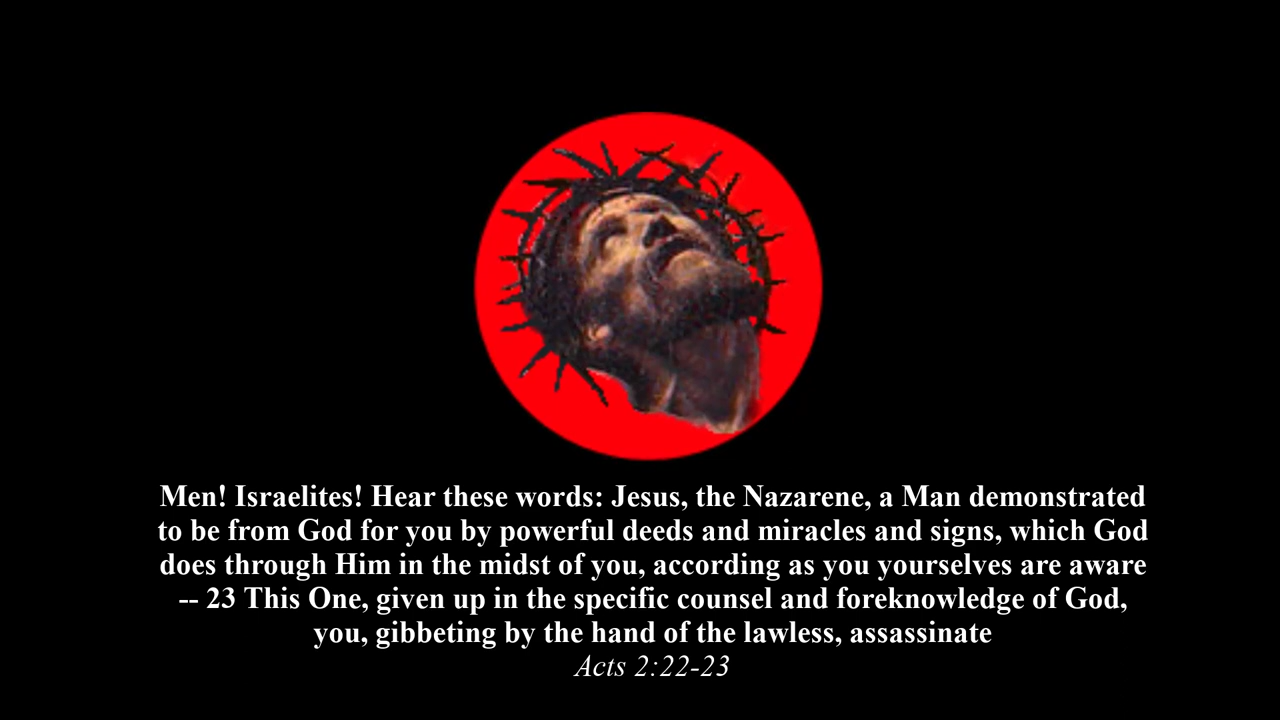 Men! Israelites! Hear these words: Jesus, the Nazarene, a Man demonstrated
to be from God for you by powerful deeds and miracles and signs, which God
does through Him in the midst of you, according as you yourselves are aware
-- 23 This One, given up in the specific counsel and foreknowledge of God,
you, gibbeting by the hand of the lawless, assassinate
Acts 2:22-23